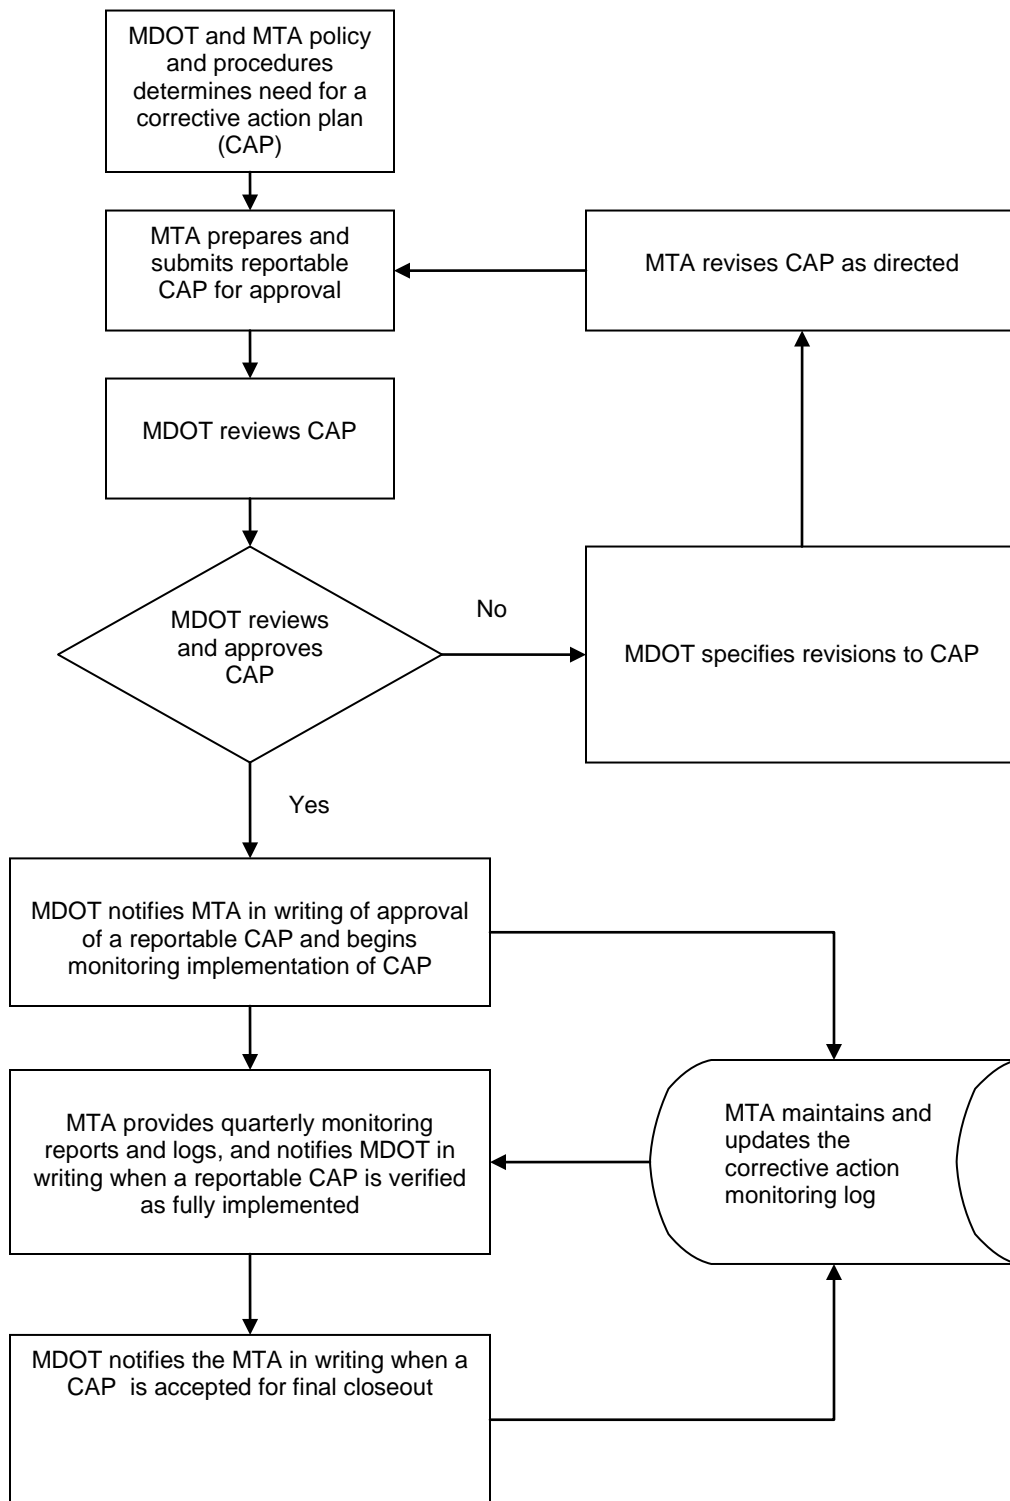 MDOT and MTA policy
and procedures
determines need for a
corrective action plan
(CAP)
MTA prepares and
submits reportable
CAP for approval
MTA revises CAP as directed
MDOT reviews CAP
MDOT reviews
and approves
CAP
No
MDOT specifies revisions to CAP
Yes
MDOT notifies MTA in writing of approval
of a reportable CAP and begins
monitoring implementation of CAP
MTA provides quarterly monitoring
reports and logs, and notifies MDOT in
writing when a reportable CAP is verified
as fully implemented
MTA maintains and
updates the
corrective action
monitoring log
MDOT notifies the MTA in writing when a
CAP  is accepted for final closeout